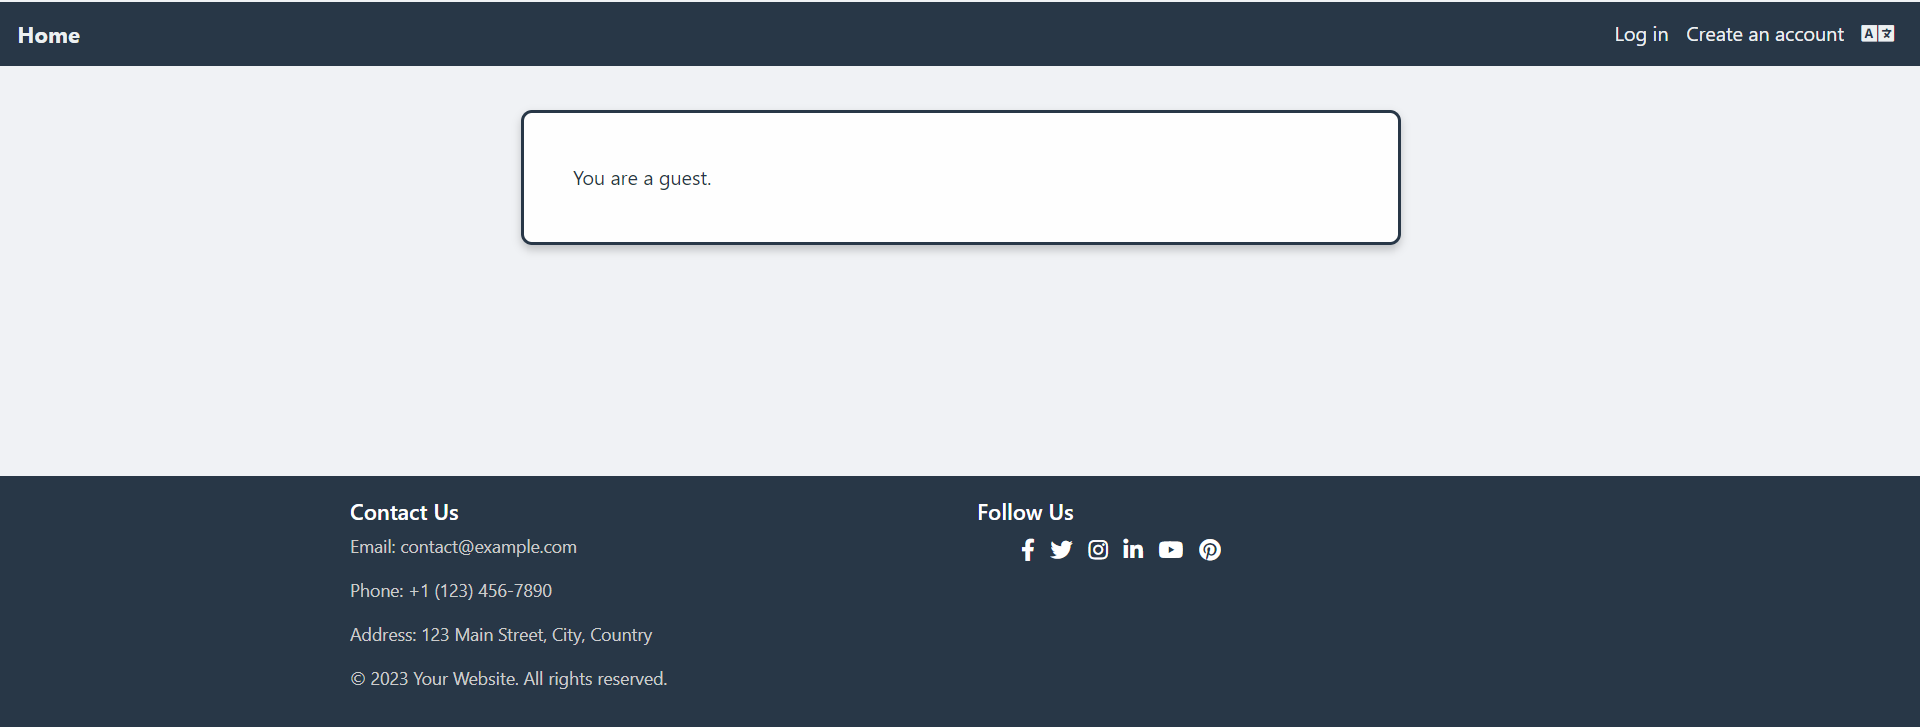 Home
Log in
Create an account
A 文
You are a guest.
Contact Us
Email: contact@example.com
Phone: +1 (123) 456-7890
Address: 123 Main Street, City, Country
© 2023 Your Website. All rights reserved.
Follow Us